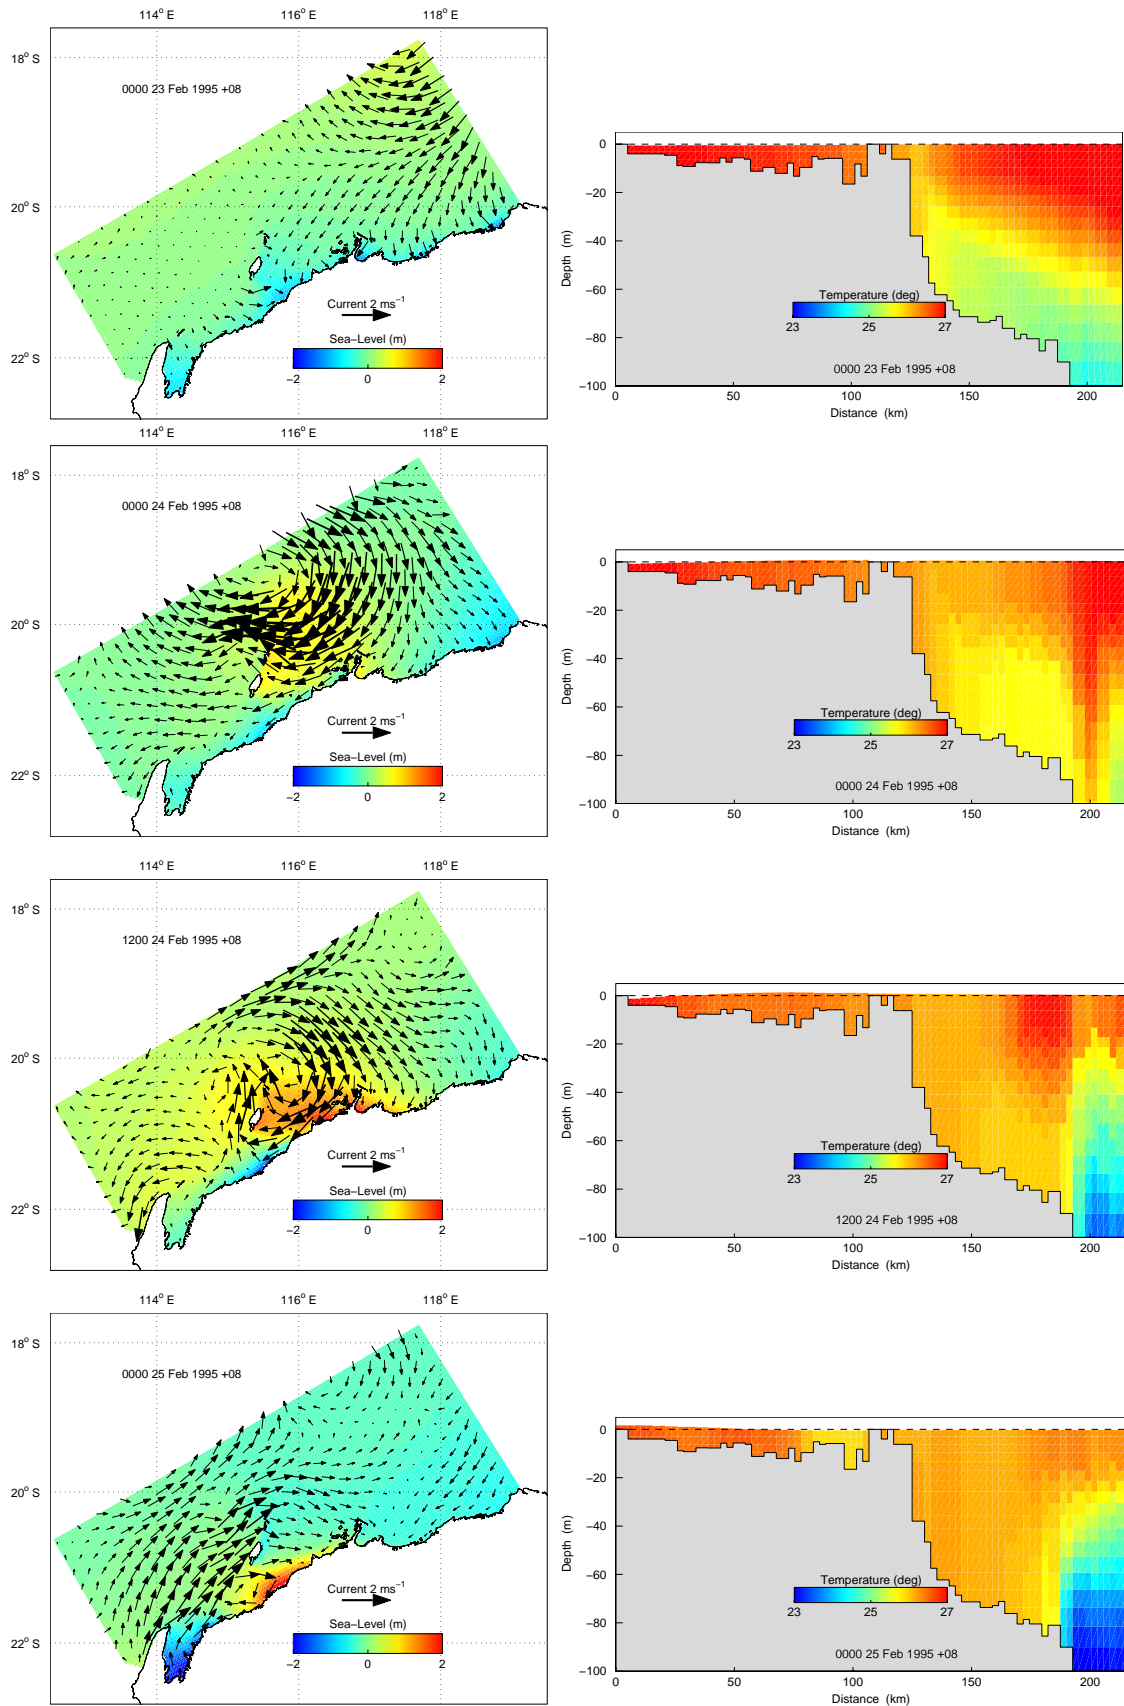 114° E 116° E 118° E
18° S
0000 23 Feb 1995 +08
20° S
Current 2 ms⁻¹
Sea−Level (m)
−2 0 2
22° S
0
−20
−40
−60
−80
−100
Depth (m)
Temperature (deg)
23 25 27
0000 23 Feb 1995 +08
0 50 100 150 200
Distance (km)
114° E 116° E 118° E
18° S
0000 24 Feb 1995 +08
20° S
Current 2 ms⁻¹
Sea−Level (m)
−2 0 2
22° S
0
−20
−40
−60
−80
−100
Depth (m)
Temperature (deg)
23 25 27
0000 24 Feb 1995 +08
0 50 100 150 200
Distance (km)
114° E 116° E 118° E
18° S
1200 24 Feb 1995 +08
20° S
Current 2 ms⁻¹
Sea−Level (m)
−2 0 2
22° S
0
−20
−40
−60
−80
−100
Depth (m)
Temperature (deg)
23 25 27
1200 24 Feb 1995 +08
0 50 100 150 200
Distance (km)
114° E 116° E 118° E
18° S
0000 25 Feb 1995 +08
20° S
Current 2 ms⁻¹
Sea−Level (m)
−2 0 2
22° S
0
−20
−40
−60
−80
−100
Depth (m)
Temperature (deg)
23 25 27
0000 25 Feb 1995 +08
0 50 100 150 200
Distance (km)